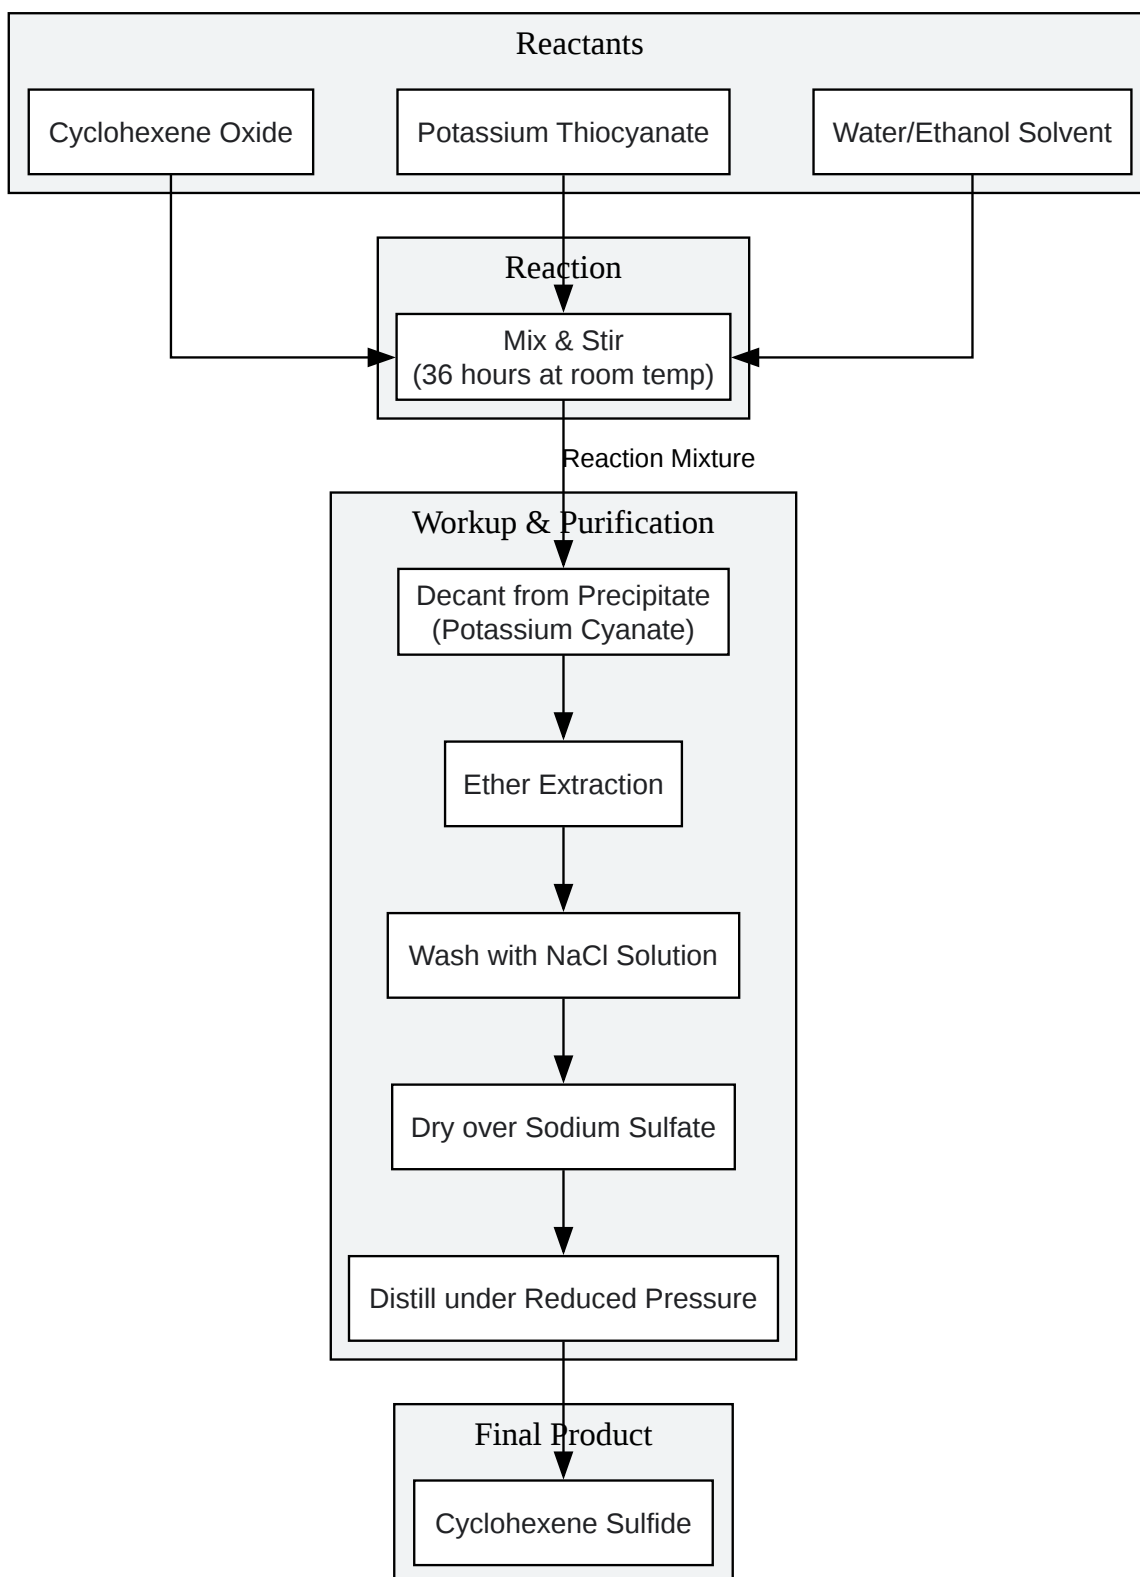 Reactants
Cyclohexene Oxide
Potassium Thiocyanate
Water/Ethanol Solvent
Reaction
Mix & Stir
(36 hours at room temp)
Reaction Mixture
Workup & Purification
Decant from Precipitate
(Potassium Cyanate)
Ether Extraction
Wash with NaCl Solution
Dry over Sodium Sulfate
Distill under Reduced Pressure
Final Product
Cyclohexene Sulfide